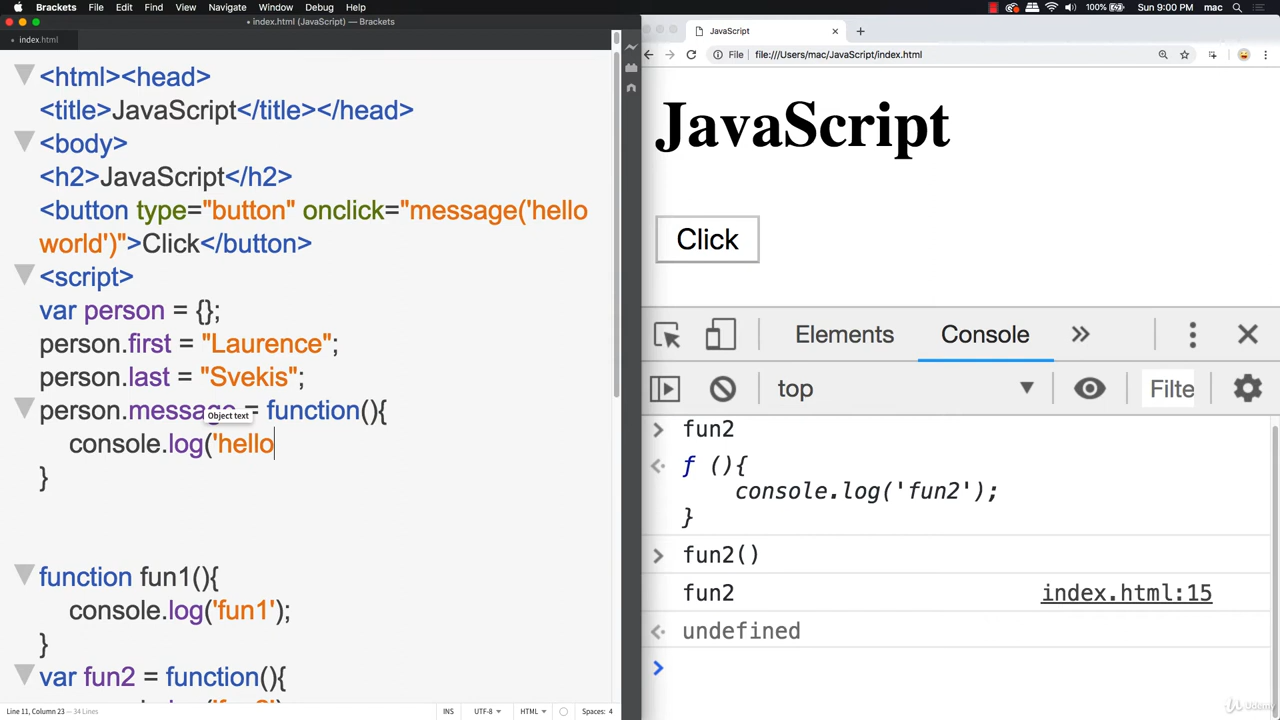 Brackets File Edit Find View Navigate Window Debug Help 100% Sun 9:00 PM mac
• index.html (JavaScript) — Brackets
• index.html
<html><head>
<title>JavaScript</title></head>
<body>
<h2>JavaScript</h2>
<button type="button" onclick="message('hello
world')">Click</button>
<script>
var person = {};
person.first = "Laurence";
person.last = "Svekis";
person.message = function(){
Object text
console.log('hello
}
function fun1(){
console.log('fun1');
}
var fun2 = function(){
Line 11, Column 23 — 34 Lines
INS UTF-8 HTML Spaces: 4
JavaScript
File file:///Users/mac/JavaScript/index.html
JavaScript
Click
Elements Console »
top Filte
> fun2
f (){
console.log('fun2');
}
> fun2()
fun2 index.html:15
undefined
>
Udemy